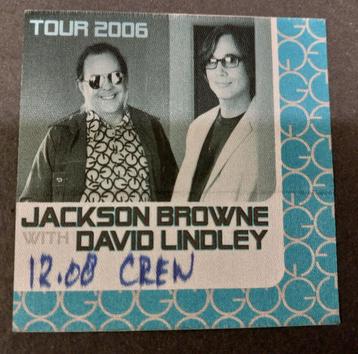 TOUR 2006
JACKSON BROWNE
WITH DAVID LINDLEY
12.08 CREW